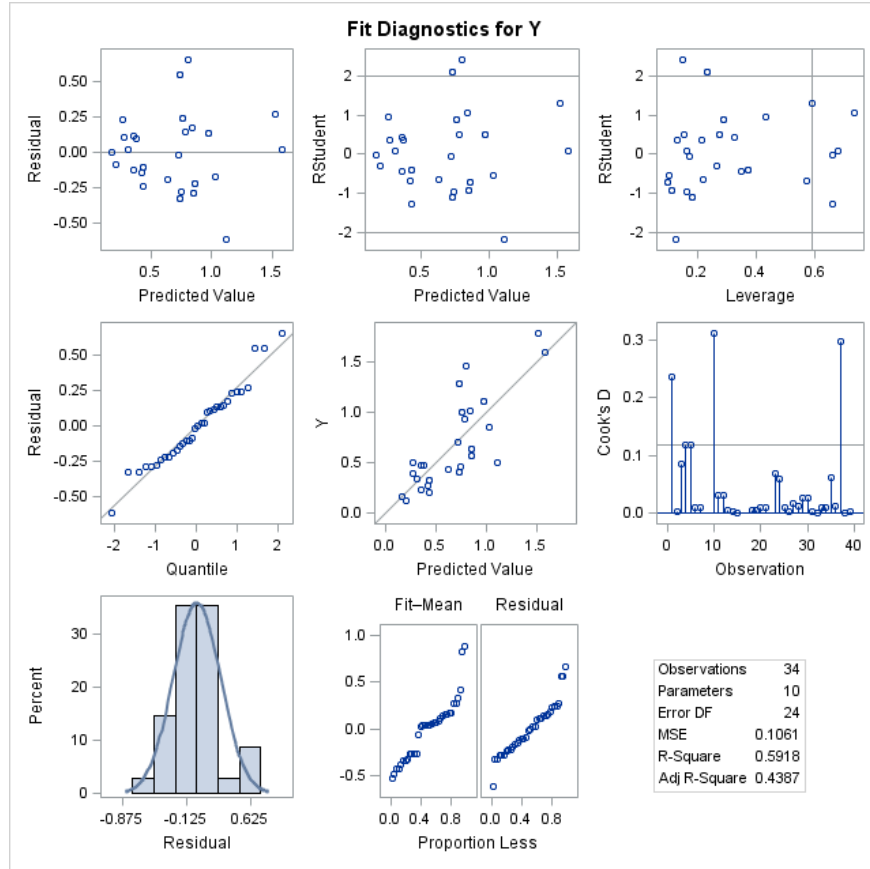 Fit Diagnostics for Y
Residual
0.50
0.25
0.00
-0.25
-0.50
0.5 1.0 1.5
Predicted Value
RStudent
2
1
0
-1
-2
0.5 1.0 1.5
Predicted Value
RStudent
2
1
0
-1
-2
0.2 0.4 0.6
Leverage
Residual
0.50
0.25
0.00
-0.25
-0.50
-2 -1 0 1 2
Quantile
Y
1.5
1.0
0.5
0.0
0.0 0.5 1.0 1.5
Predicted Value
Cook's D
0.3
0.2
0.1
0.0
0 10 20 30 40
Observation
Percent
30
20
10
0
-0.875 -0.125 0.625
Residual
Fit–Mean Residual
1.0
0.5
0.0
-0.5
0.0 0.4 0.8 0.0 0.4 0.8
Proportion Less
Observations 34
Parameters 10
Error DF 24
MSE 0.1061
R-Square 0.5918
Adj R-Square 0.4387